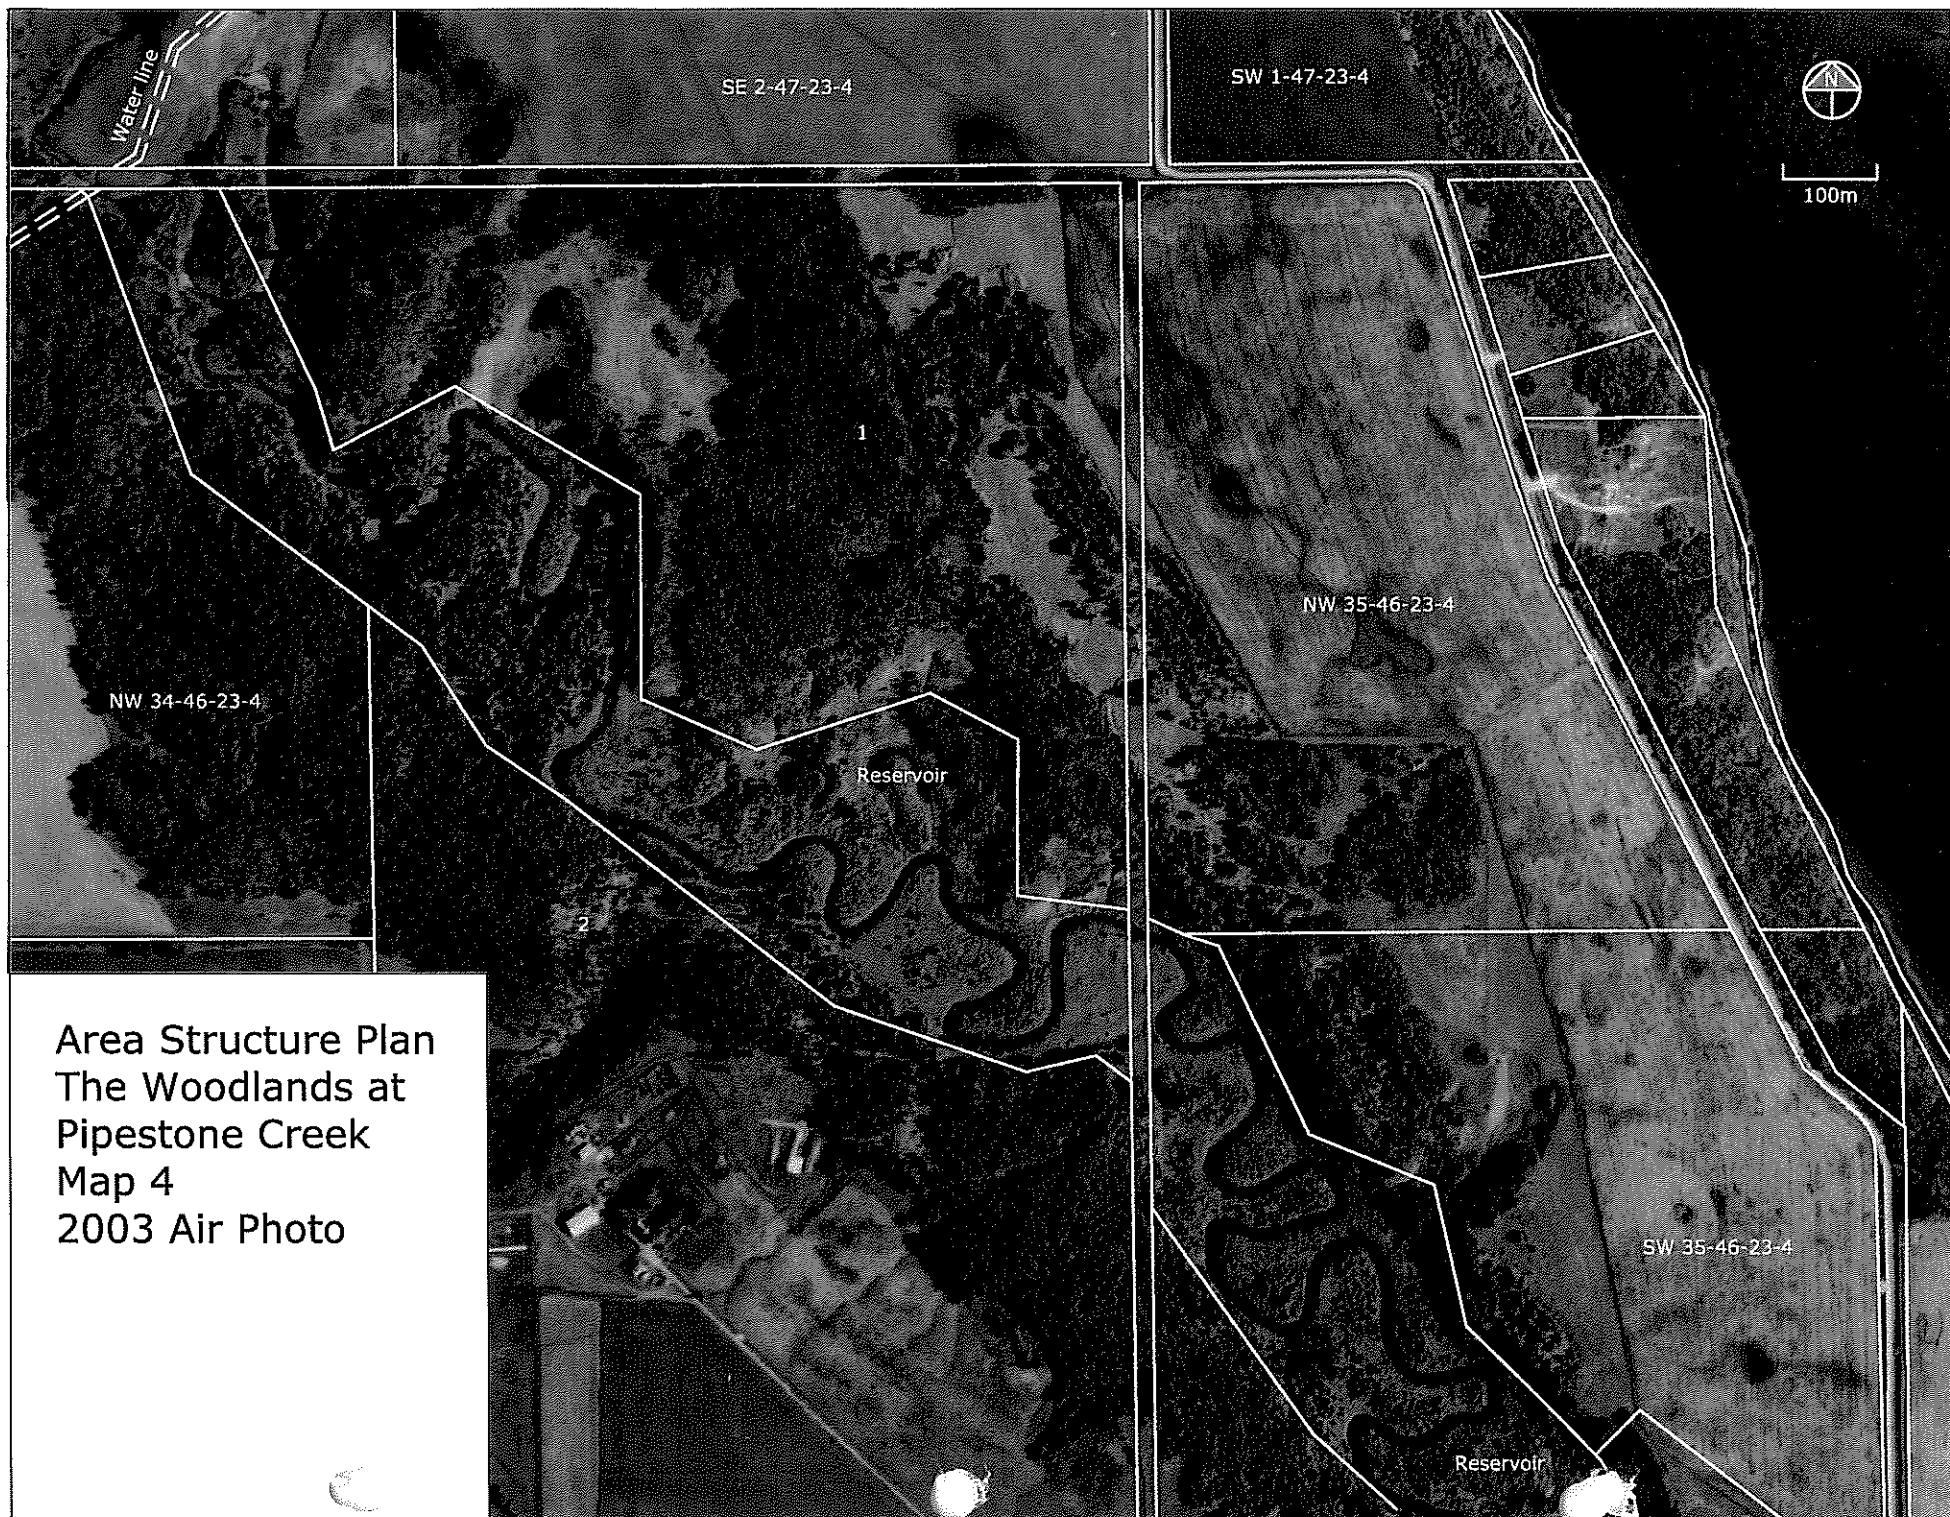 Water line
SE 2-47-23-4
SW 1-47-23-4
N
100m
1
NW 35-46-23-4
NW 34-46-23-4
Reservoir
2
Area Structure Plan
The Woodlands at
Pipestone Creek
Map 4
2003 Air Photo
SW 35-46-23-4
Reservoir